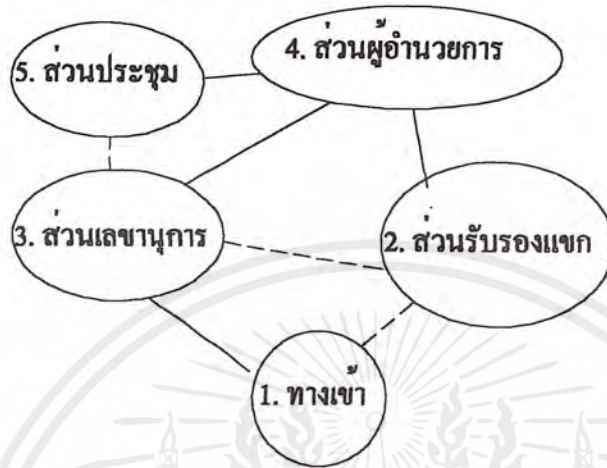 4. ส่วนผู้อำนวยการ
5. ส่วนประชุม
3. ส่วนเลขานุการ
2. ส่วนรับรองแขก
1. ทางเข้า